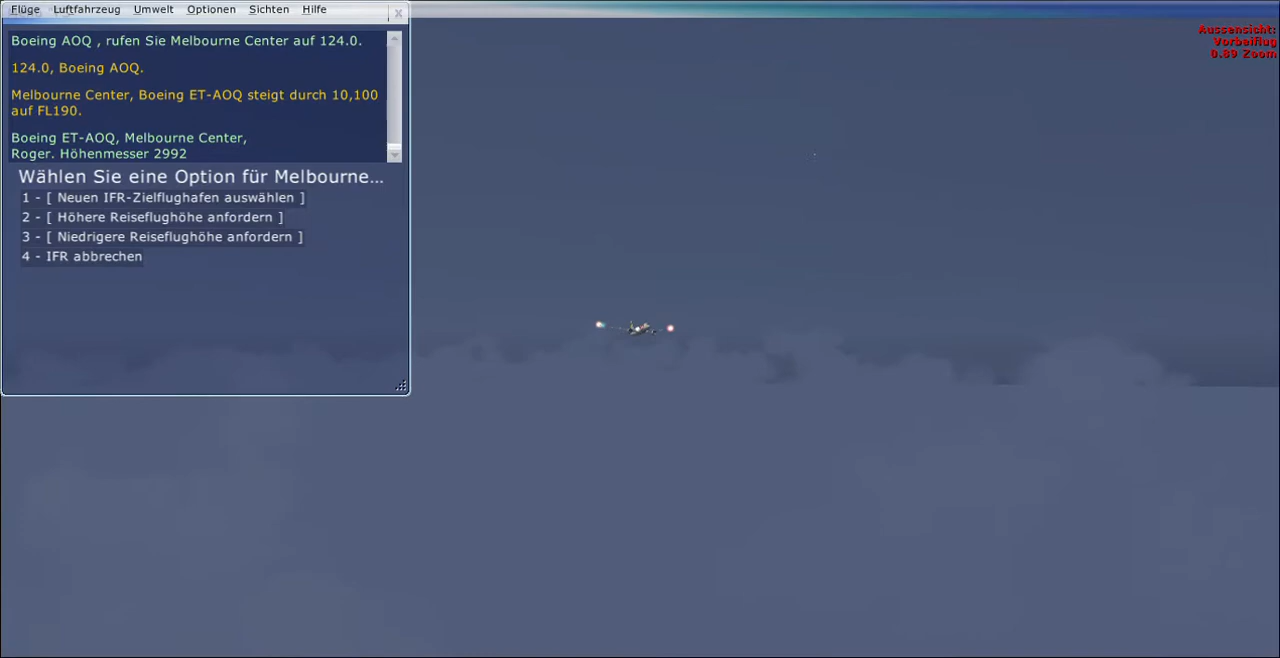 Flüge Luftfahrzeug Umwelt Optionen Sichten Hilfe
Aussensicht:
Vorbeiflug
0.89 Zoom
Boeing AOQ , rufen Sie Melbourne Center auf 124.0.
124.0, Boeing AOQ.
Melbourne Center, Boeing ET-AOQ steigt durch 10,100
auf FL190.
Boeing ET-AOQ, Melbourne Center,
Roger. Höhenmesser 2992
Wählen Sie eine Option für Melbourne...
1 - [ Neuen IFR-Zielflughafen auswählen ]
2 - [ Höhere Reiseflughöhe anfordern ]
3 - [ Niedrigere Reiseflughöhe anfordern ]
4 - IFR abbrechen